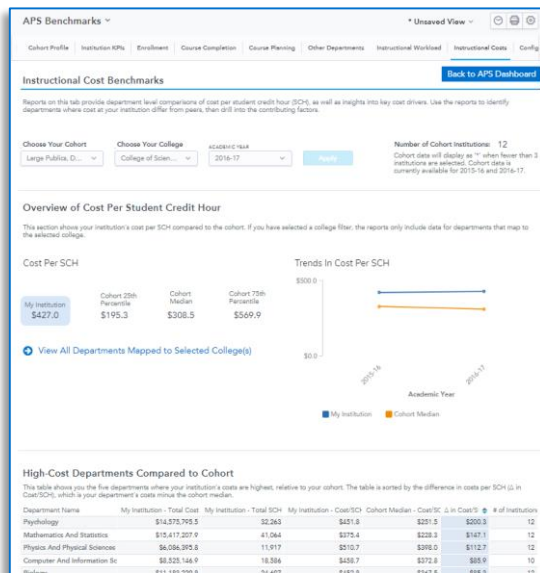 APS Benchmarks
* Unsaved View
Cohort Profile Institution KPIs Enrollment Course Completion Course Planning Other Departments Instructional Workload Instructional Costs Config
Back to APS Dashboard
Instructional Cost Benchmarks
Reports on this tab provide department level comparisons of cost per student credit hour (SCH), as well as insights into key cost drivers. Use the reports to identify
departments where cost at your institution differ from peers, then drill into the contributing factors.
Choose Your Cohort
Large Publics, D...
Choose Your College
College of Scien...
ACADEMIC YEAR
2016-17
Apply
Number of Cohort Institutions: 12
Cohort data will display as "*" when fewer than 3
institutions are selected. Cohort data is
currently available for 2015-16 and 2016-17.
Overview of Cost Per Student Credit Hour
This section shows your institution's cost per SCH compared to the cohort. If you have selected a college filter, the reports only include data for departments that map to
the selected college.
Cost Per SCH
My Institution
$427.0
Cohort 25th
Percentile
$195.3
Cohort
Median
$308.5
Cohort 75th
Percentile
$569.9
View All Departments Mapped to Selected College(s)
Trends In Cost Per SCH
$500.0
$0.0
2015-16
2016-17
Academic Year
My Institution
Cohort Median
High-Cost Departments Compared to Cohort
This table shows you the five departments where your institution's costs are highest, relative to your cohort. The table is sorted by the difference in costs per SCH (Δ in
Cost/SCH), which is your department's costs minus the cohort median.
Department Name My Institution - Total Cost My Institution - Total SCH My Institution - Cost/SCH Cohort Median - Cost/SC Δ in Cost/S # of Institution
Psychology $14,575,795.5 32,263 $451.8 $251.5 $200.3 12
Mathematics And Statistics $15,417,207.9 41,064 $375.4 $228.3 $147.1 12
Physics And Physical Sciences $6,086,395.8 11,917 $510.7 $398.0 $112.7 12
Computer And Information Sc $8,525,146.9 18,586 $458.7 $372.8 $85.9 10
Biology 12